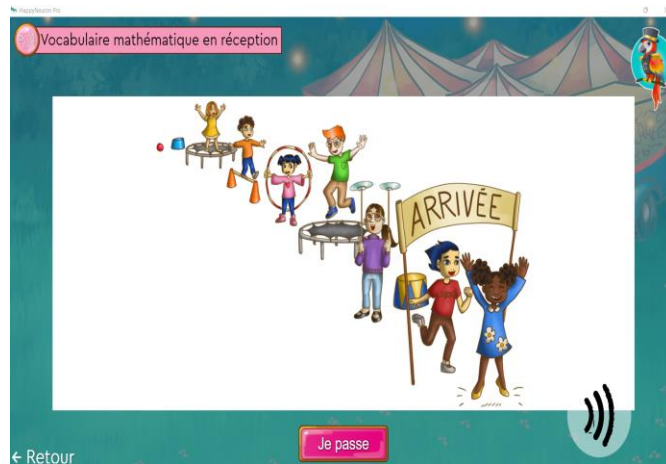 HappyNeuron Pro
Vocabulaire mathématique en réception
ARRIVÉE
Je passe
← Retour